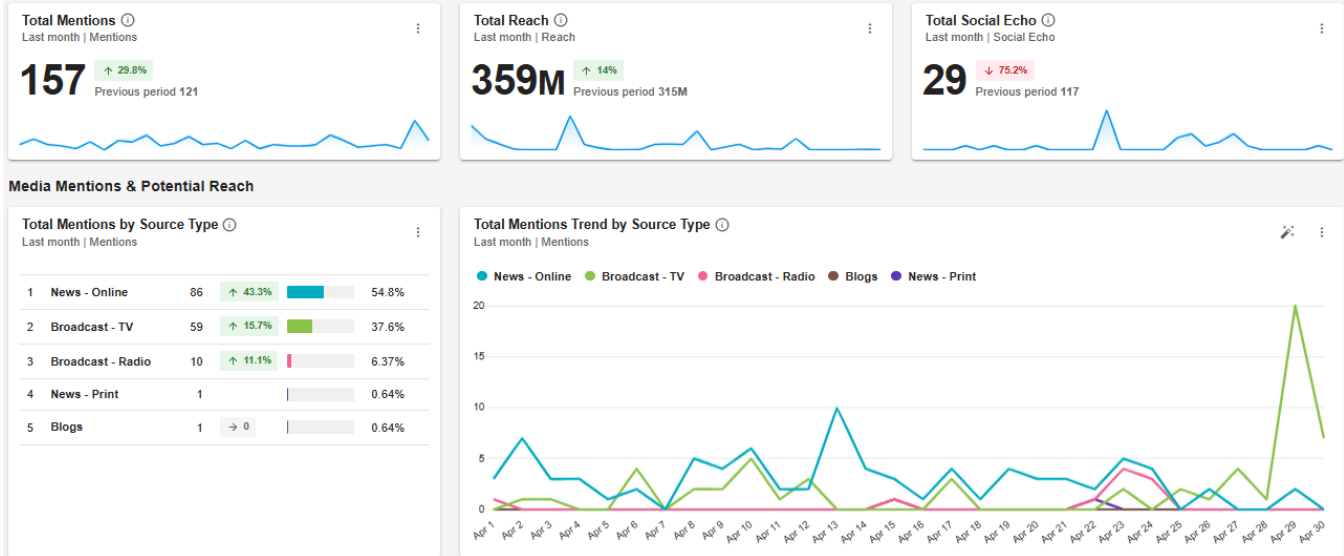 Total Mentions
Last month | Mentions
157
↑ 29.8%
Previous period 121
Total Reach
Last month | Reach
359M
↑ 14%
Previous period 315M
Total Social Echo
Last month | Social Echo
29
↓ 75.2%
Previous period 117
Media Mentions & Potential Reach
Total Mentions by Source Type
Last month | Mentions
1 News - Online 86 ↑ 43.3% 54.8%
2 Broadcast - TV 59 ↑ 15.7% 37.6%
3 Broadcast - Radio 10 ↑ 11.1% 6.37%
4 News - Print 1 0.64%
5 Blogs 1 → 0 0.64%
Total Mentions Trend by Source Type
Last month | Mentions
News - Online Broadcast - TV Broadcast - Radio Blogs News - Print
20
15
10
5
0
Apr 1 Apr 2 Apr 3 Apr 4 Apr 5 Apr 6 Apr 7 Apr 8 Apr 9 Apr 10 Apr 11 Apr 12 Apr 13 Apr 14 Apr 15 Apr 16 Apr 17 Apr 18 Apr 19 Apr 20 Apr 21 Apr 22 Apr 23 Apr 24 Apr 25 Apr 26 Apr 27 Apr 28 Apr 29 Apr 30